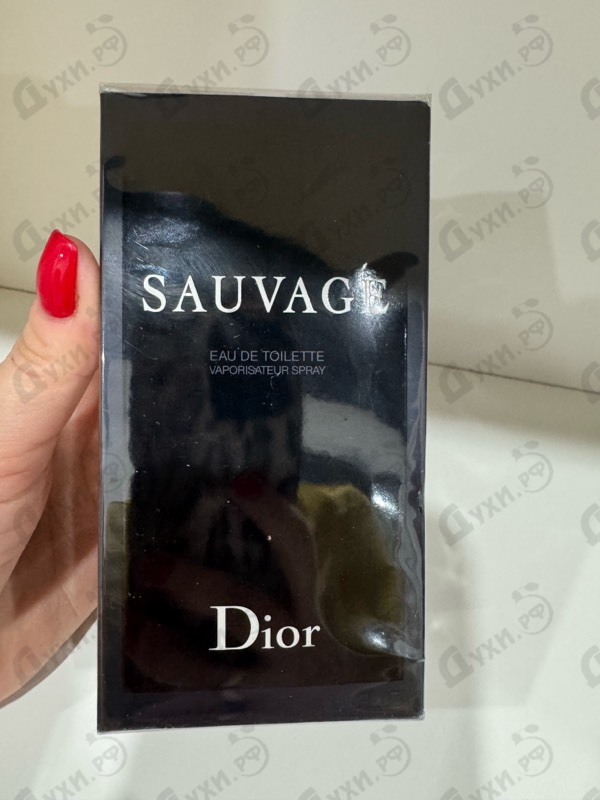 SAUVAGE
EAU DE TOILETTE
VAPORISATEUR SPRAY
Dior
Духи.рф